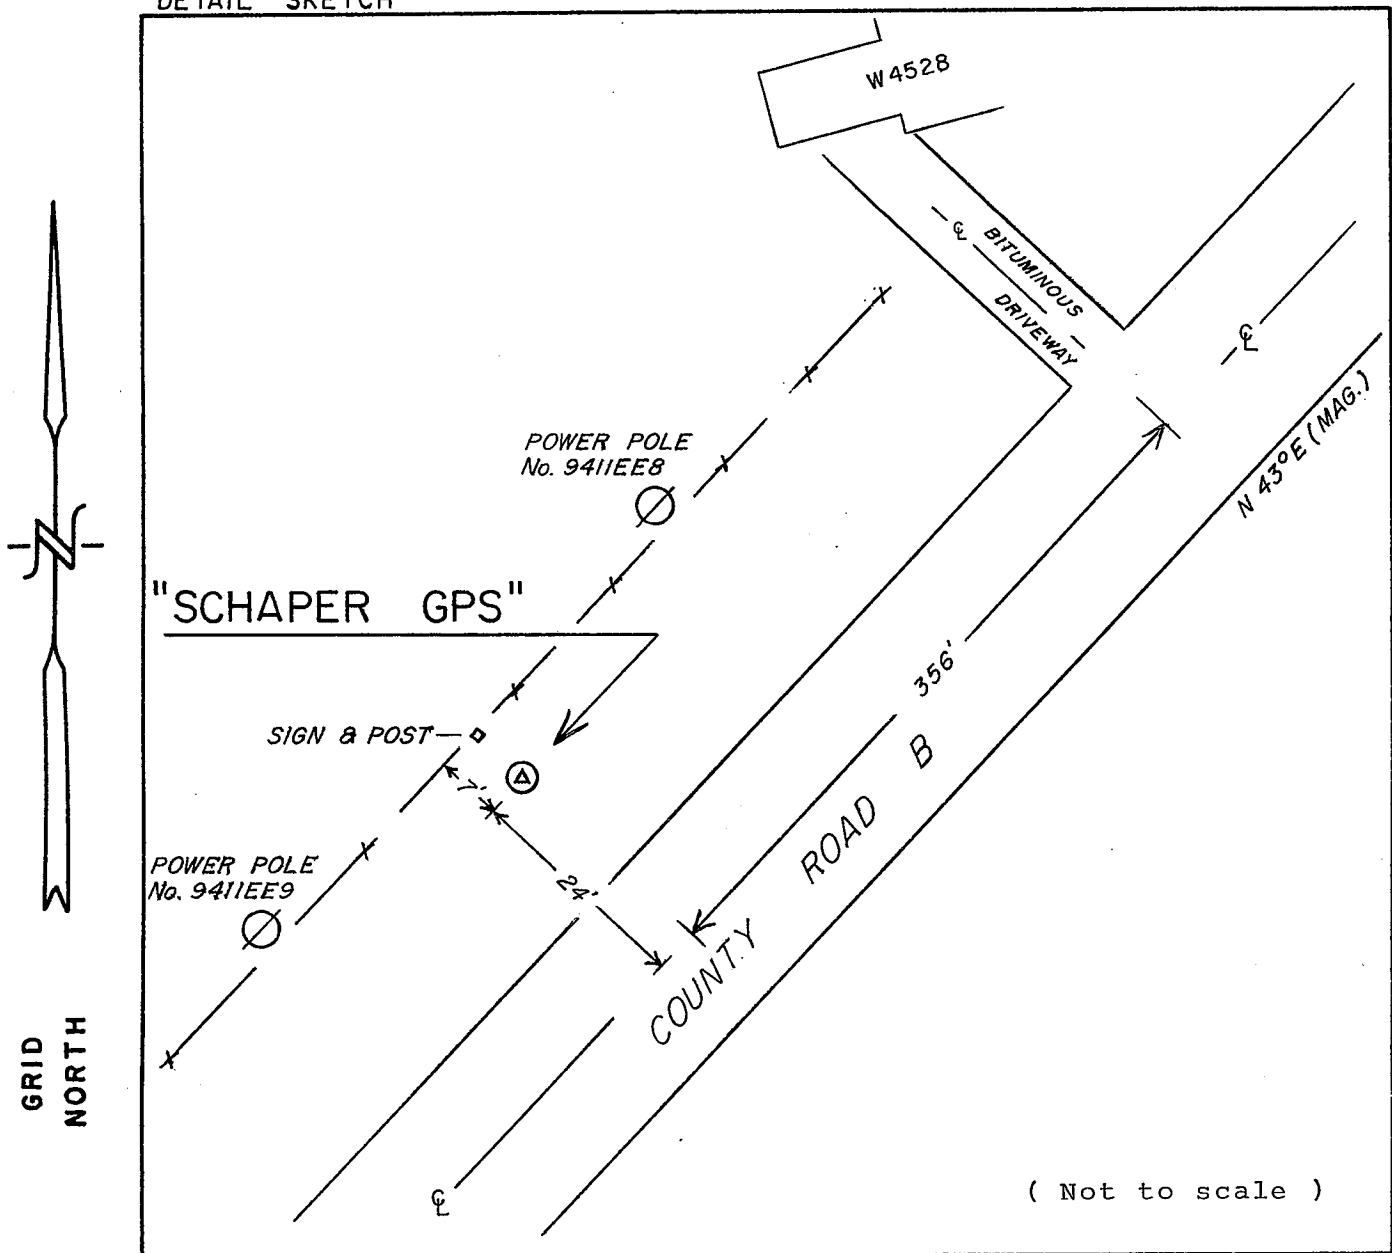 DETAIL SKETCH
W4528
℄
BITUMINOUS
DRIVEWAY
℄
N 43° E (MAG.)
POWER POLE
No. 9411EE8
"SCHAPER GPS"
356'
SIGN & POST
7'
COUNTY ROAD B
POWER POLE
No. 9411EE9
24'
℄
N
GRID
NORTH
( Not to scale )